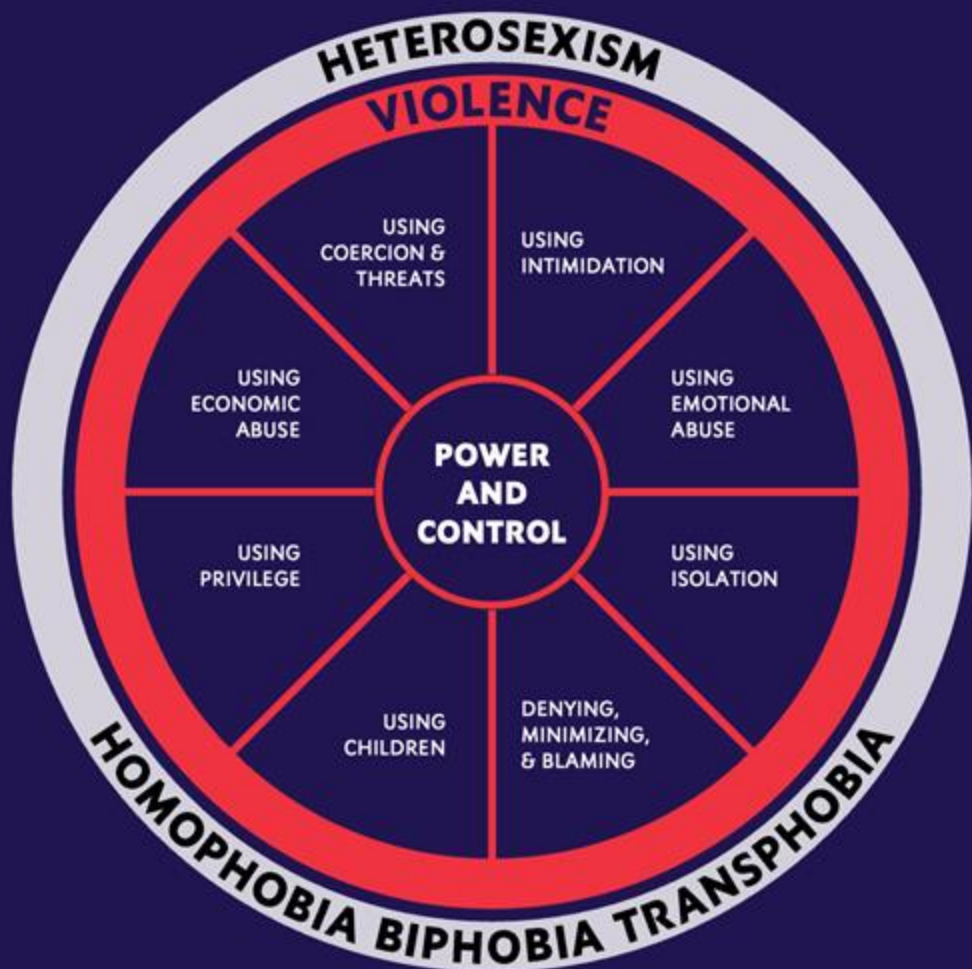 HETEROSEXISM
VIOLENCE
USING
COERCION &
THREATS
USING
INTIMIDATION
USING
ECONOMIC
ABUSE
USING
EMOTIONAL
ABUSE
POWER
AND
CONTROL
USING
PRIVILEGE
USING
ISOLATION
USING
CHILDREN
DENYING,
MINIMIZING,
& BLAMING
HOMOPHOBIA BIPHOBIA TRANSPHOBIA